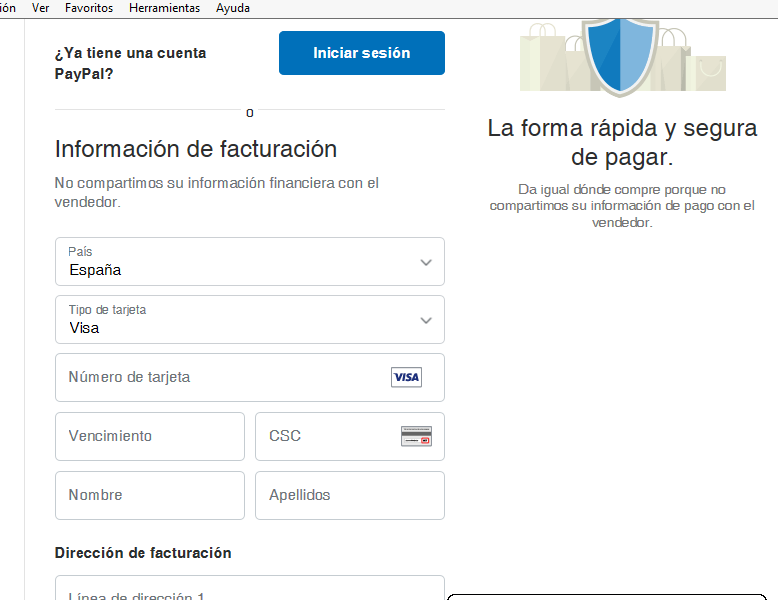 ión Ver Favoritos Herramientas Ayuda
¿Ya tiene una cuenta
PayPal?
Iniciar sesión
o
Información de facturación
No compartimos su información financiera con el
vendedor.
País
España
Tipo de tarjeta
Visa
Número de tarjeta
VISA
Vencimiento
CSC
Nombre
Apellidos
Dirección de facturación
Línea de dirección 1
La forma rápida y segura
de pagar.
Da igual dónde compre porque no
compartimos su información de pago con el
vendedor.